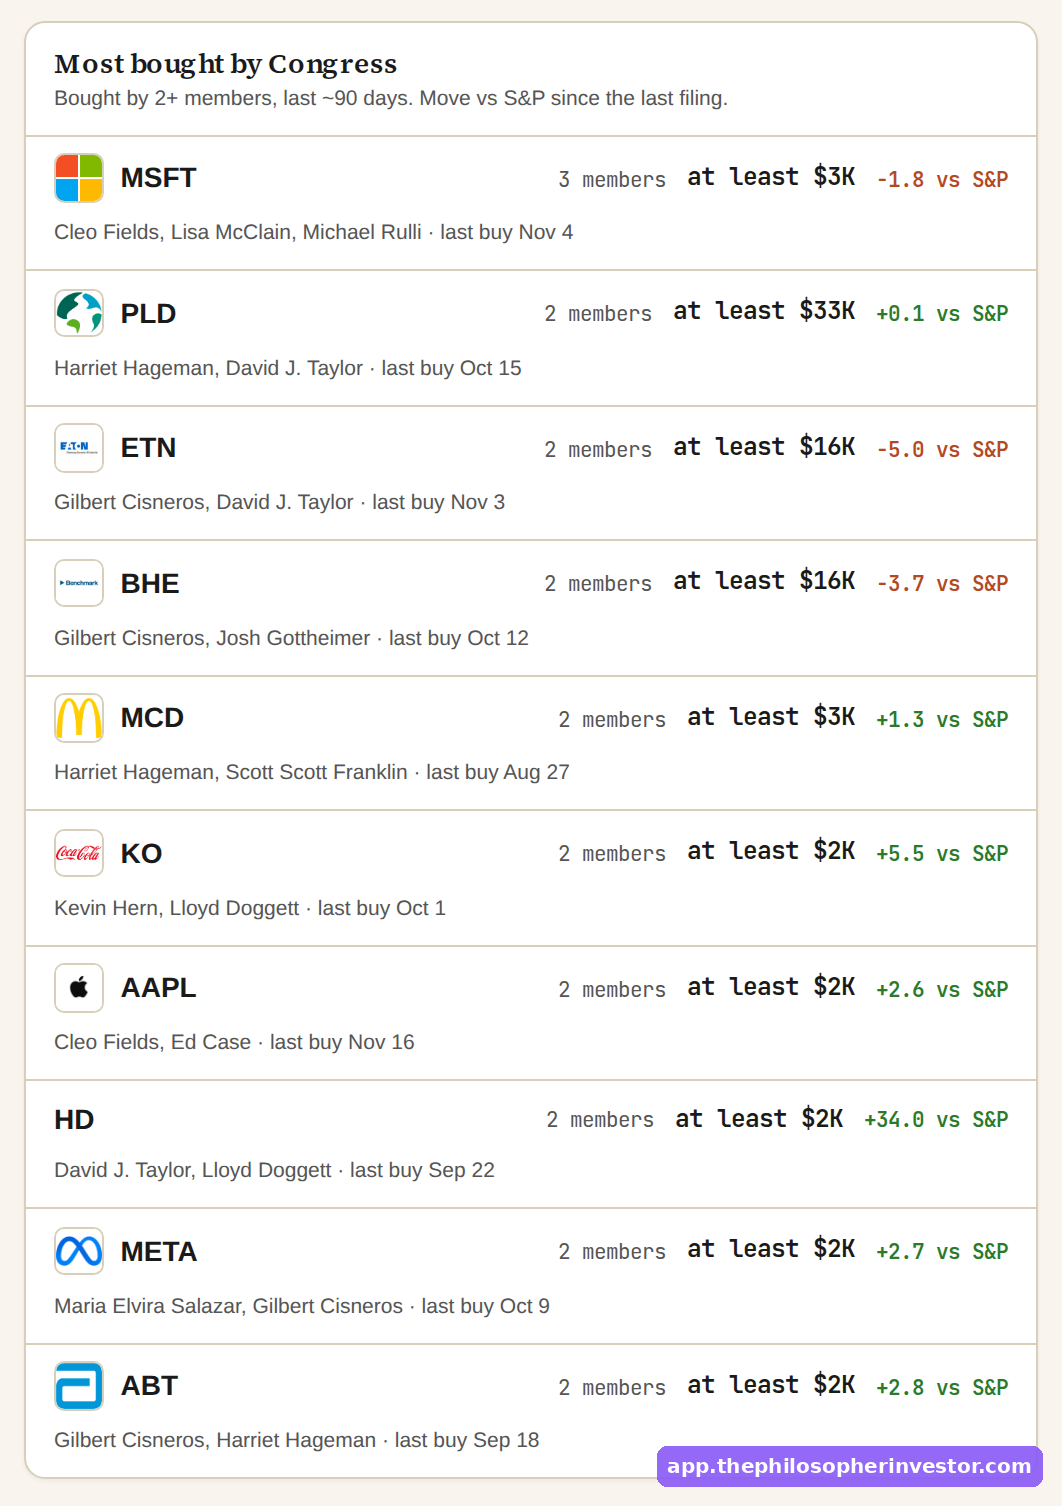 Most bought by Congress
Bought by 2+ members, last ~90 days. Move vs S&P since the last filing.
MSFT 3 members at least $3K -1.8 vs S&P
Cleo Fields, Lisa McClain, Michael Rulli · last buy Nov 4
PLD 2 members at least $33K +0.1 vs S&P
Harriet Hageman, David J. Taylor · last buy Oct 15
EATON
ETN 2 members at least $16K -5.0 vs S&P
Gilbert Cisneros, David J. Taylor · last buy Nov 3
Benchmark
BHE 2 members at least $16K -3.7 vs S&P
Gilbert Cisneros, Josh Gottheimer · last buy Oct 12
MCD 2 members at least $3K +1.3 vs S&P
Harriet Hageman, Scott Scott Franklin · last buy Aug 27
Coca-Cola
KO 2 members at least $2K +5.5 vs S&P
Kevin Hern, Lloyd Doggett · last buy Oct 1
AAPL 2 members at least $2K +2.6 vs S&P
Cleo Fields, Ed Case · last buy Nov 16
HD 2 members at least $2K +34.0 vs S&P
David J. Taylor, Lloyd Doggett · last buy Sep 22
META 2 members at least $2K +2.7 vs S&P
Maria Elvira Salazar, Gilbert Cisneros · last buy Oct 9
ABT 2 members at least $2K +2.8 vs S&P
Gilbert Cisneros, Harriet Hageman · last buy Sep 18
app.thephilosopherinvestor.com